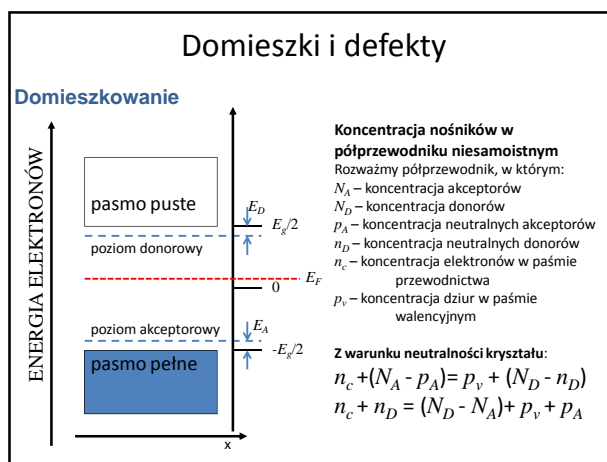 Domieszki i defekty
Domieszkowanie
ENERGIA ELEKTRONÓW
pasmo puste
poziom donorowy
poziom akceptorowy
pasmo pełne
E_D
E_g/2
E_F
0
E_A
-E_g/2
x
Koncentracja nośników w
półprzewodniku niesamoistnym
Rozważmy półprzewodnik, w którym:
N_A – koncentracja akceptorów
N_D – koncentracja donorów
p_A – koncentracja neutralnych akceptorów
n_D – koncentracja neutralnych donorów
n_c – koncentracja elektronów w paśmie
przewodnictwa
p_v – koncentracja dziur w paśmie
walencyjnym
Z warunku neutralności kryształu:
n_c +(N_A - p_A)= p_v + (N_D - n_D)
n_c + n_D = (N_D - N_A)+ p_v + p_A